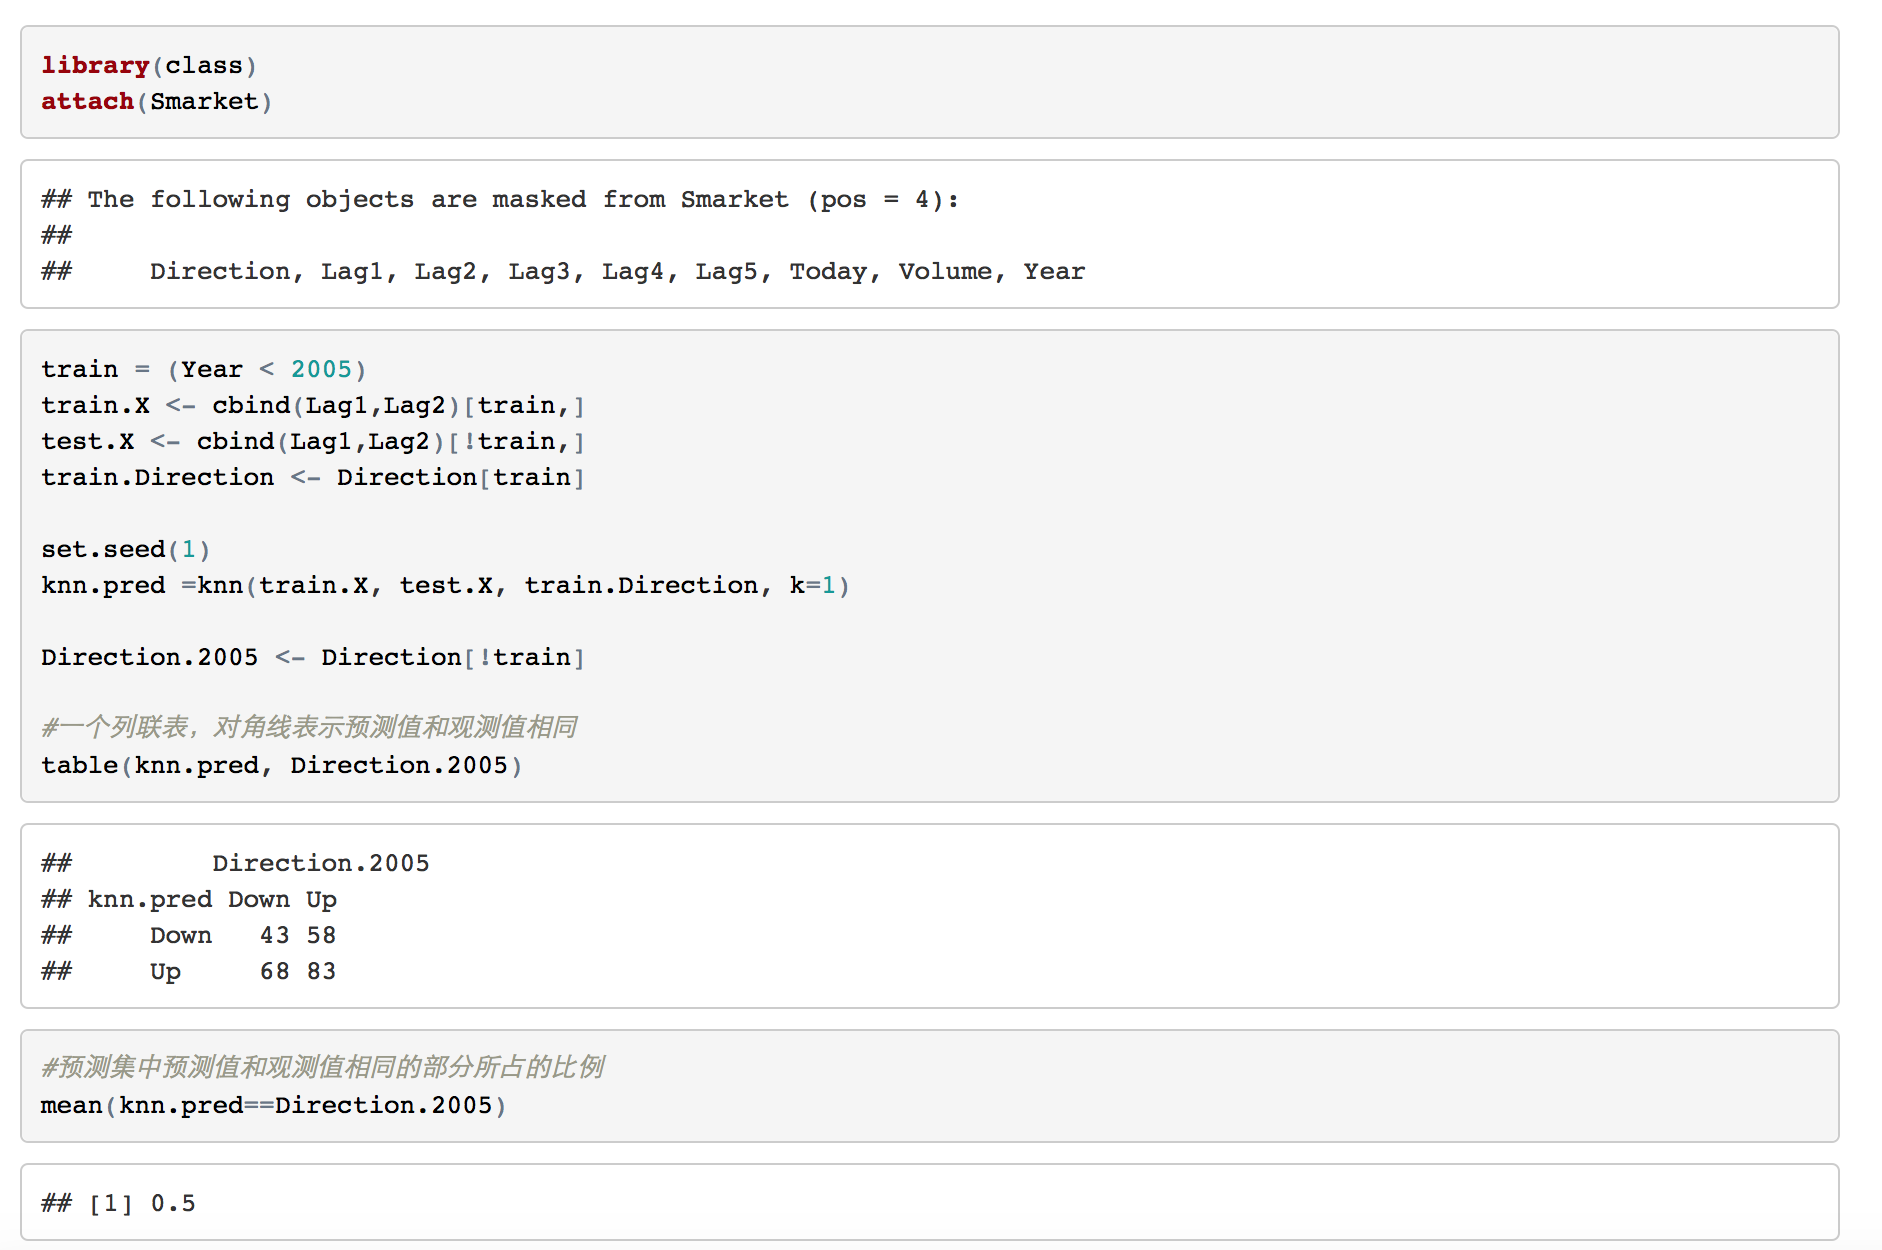 library(class)
attach(Smarket)
## The following objects are masked from Smarket (pos = 4):
##
##     Direction, Lag1, Lag2, Lag3, Lag4, Lag5, Today, Volume, Year
train = (Year < 2005)
train.X <- cbind(Lag1,Lag2)[train,]
test.X <- cbind(Lag1,Lag2)[!train,]
train.Direction <- Direction[train]
set.seed(1)
knn.pred =knn(train.X, test.X, train.Direction, k=1)
Direction.2005 <- Direction[!train]
#一个列联表，对角线表示预测值和观测值相同
table(knn.pred, Direction.2005)
##         Direction.2005
## knn.pred Down Up
##     Down   43 58
##     Up     68 83
#预测集中预测值和观测值相同的部分所占的比例
mean(knn.pred==Direction.2005)
## [1] 0.5